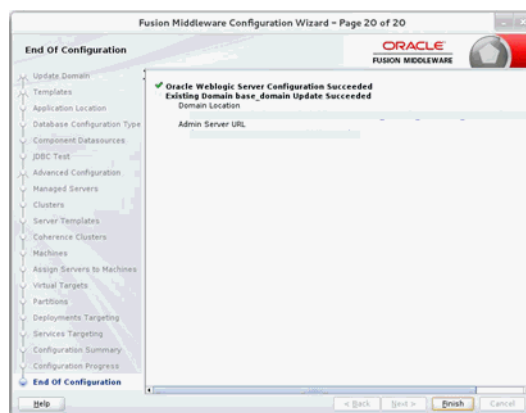 Fusion Middleware Configuration Wizard - Page 20 of 20
End Of Configuration
ORACLE
FUSION MIDDLEWARE
Update Domain
Templates
Application Location
Database Configuration Type
Component Datasources
JDBC Test
Advanced Configuration
Managed Servers
Clusters
Server Templates
Coherence Clusters
Machines
Assign Servers to Machines
Virtual Targets
Partitions
Deployments Targeting
Services Targeting
Configuration Summary
Configuration Progress
End Of Configuration
Oracle Weblogic Server Configuration Succeeded
Existing Domain base_domain Update Succeeded
Domain Location
Admin Server URL
Help
< Back
Next >
Finish
Cancel